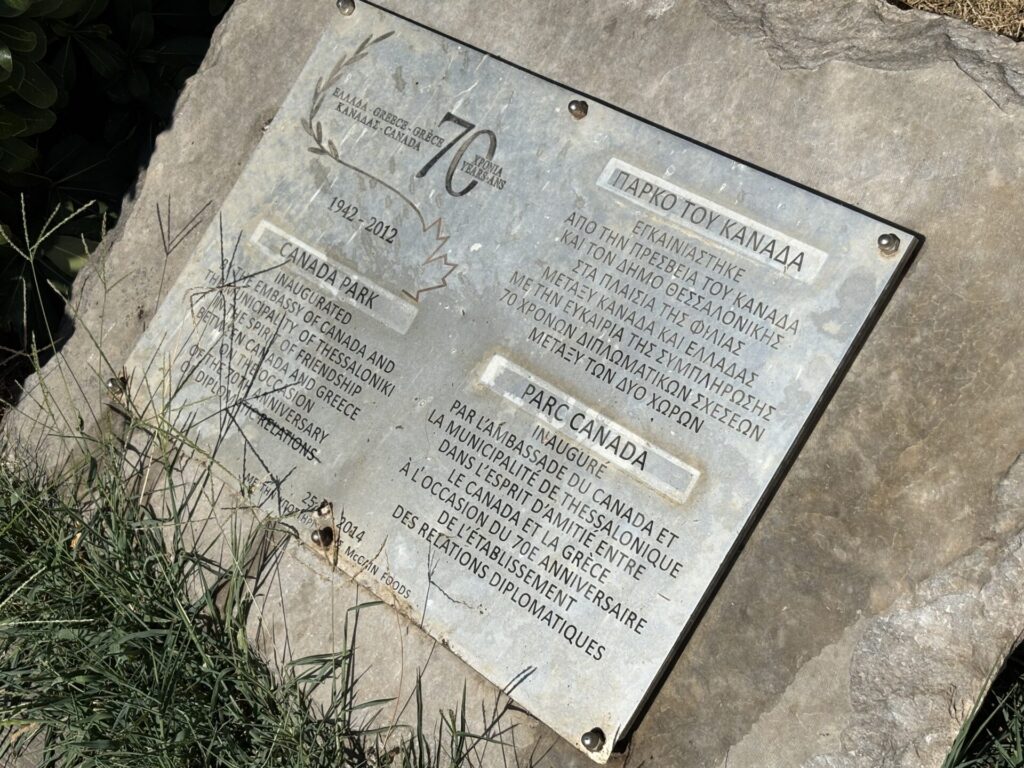 ΕΛΛΑΔΑ - GREECE - GRÈCE
ΚΑΝΑΔΑΣ - CANADA
70
ΧΡΟΝΙΑ
YEARS-ANS
1942 - 2012
CANADA PARK
INAUGURATED
BY THE EMBASSY OF CANADA AND
THE MUNICIPALITY OF THESSALONIKI
IN THE SPIRIT OF FRIENDSHIP
BETWEEN CANADA AND GREECE
ON THE OCCASION
OF THE 70TH ANNIVERSARY
OF DIPLOMATIC RELATIONS
ΠΑΡΚΟ ΤΟΥ ΚΑΝΑΔΑ
ΕΓΚΑΙΝΙΑΣΤΗΚΕ
ΑΠΟ ΤΗΝ ΠΡΕΣΒΕΙΑ ΤΟΥ ΚΑΝΑΔΑ
ΚΑΙ ΤΟΝ ΔΗΜΟ ΘΕΣΣΑΛΟΝΙΚΗΣ
ΣΤΑ ΠΛΑΙΣΙΑ ΤΗΣ ΦΙΛΙΑΣ
ΜΕΤΑΞΥ ΚΑΝΑΔΑ ΚΑΙ ΕΛΛΑΔΑΣ
ΜΕ ΤΗΝ ΕΥΚΑΙΡΙΑ ΤΗΣ ΣΥΜΠΛΗΡΩΣΗΣ
70 ΧΡΟΝΩΝ ΔΙΠΛΩΜΑΤΙΚΩΝ ΣΧΕΣΕΩΝ
ΜΕΤΑΞΥ ΤΩΝ ΔΥΟ ΧΩΡΩΝ
PARC CANADA
INAUGURÉ
PAR L'AMBASSADE DU CANADA ET
LA MUNICIPALITÉ DE THESSALONIQUE
DANS L'ESPRIT D'AMITIÉ ENTRE
LE CANADA ET LA GRÈCE
À L'OCCASION DU 70E ANNIVERSAIRE
DE L'ÉTABLISSEMENT
DES RELATIONS DIPLOMATIQUES
25 2014
ΜΕ ΤΗΝ McCAIN FOODS